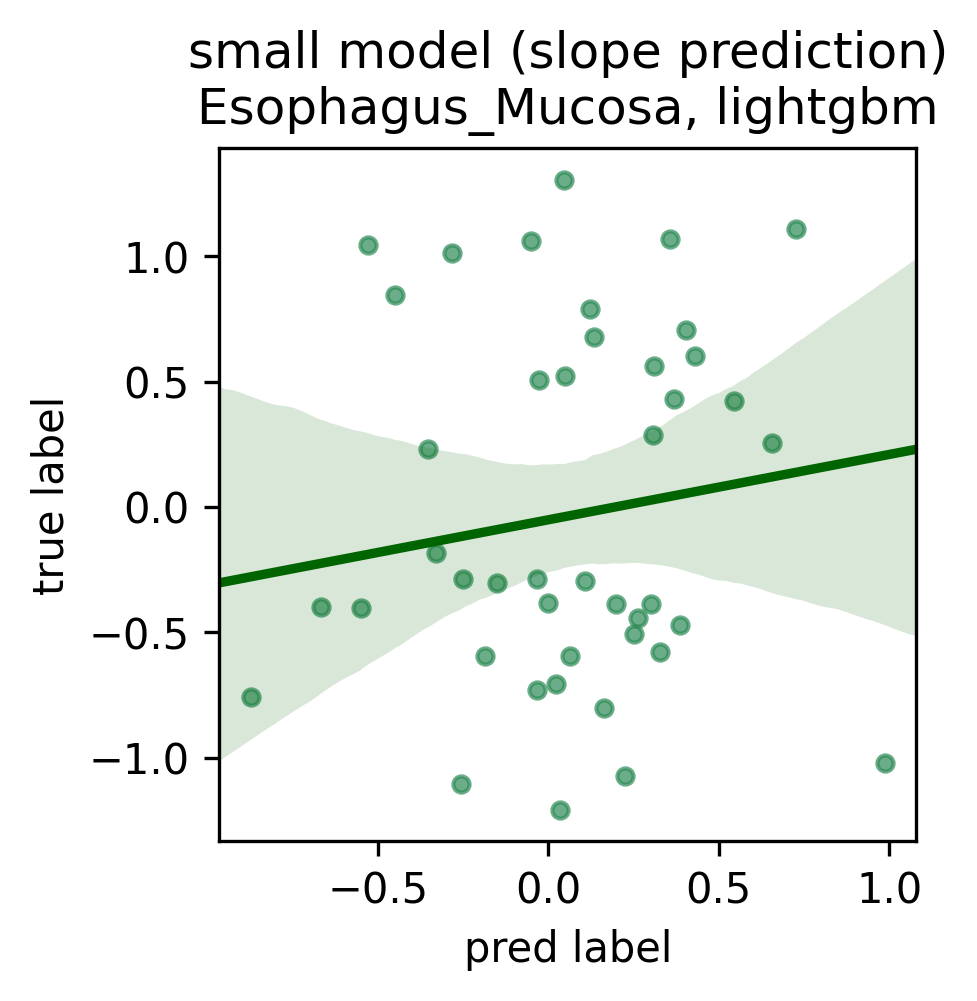 small model (slope prediction)
Esophagus_Mucosa, lightgbm
true label
1.0
0.5
0.0
−0.5
−1.0
−0.5 0.0 0.5 1.0
pred label